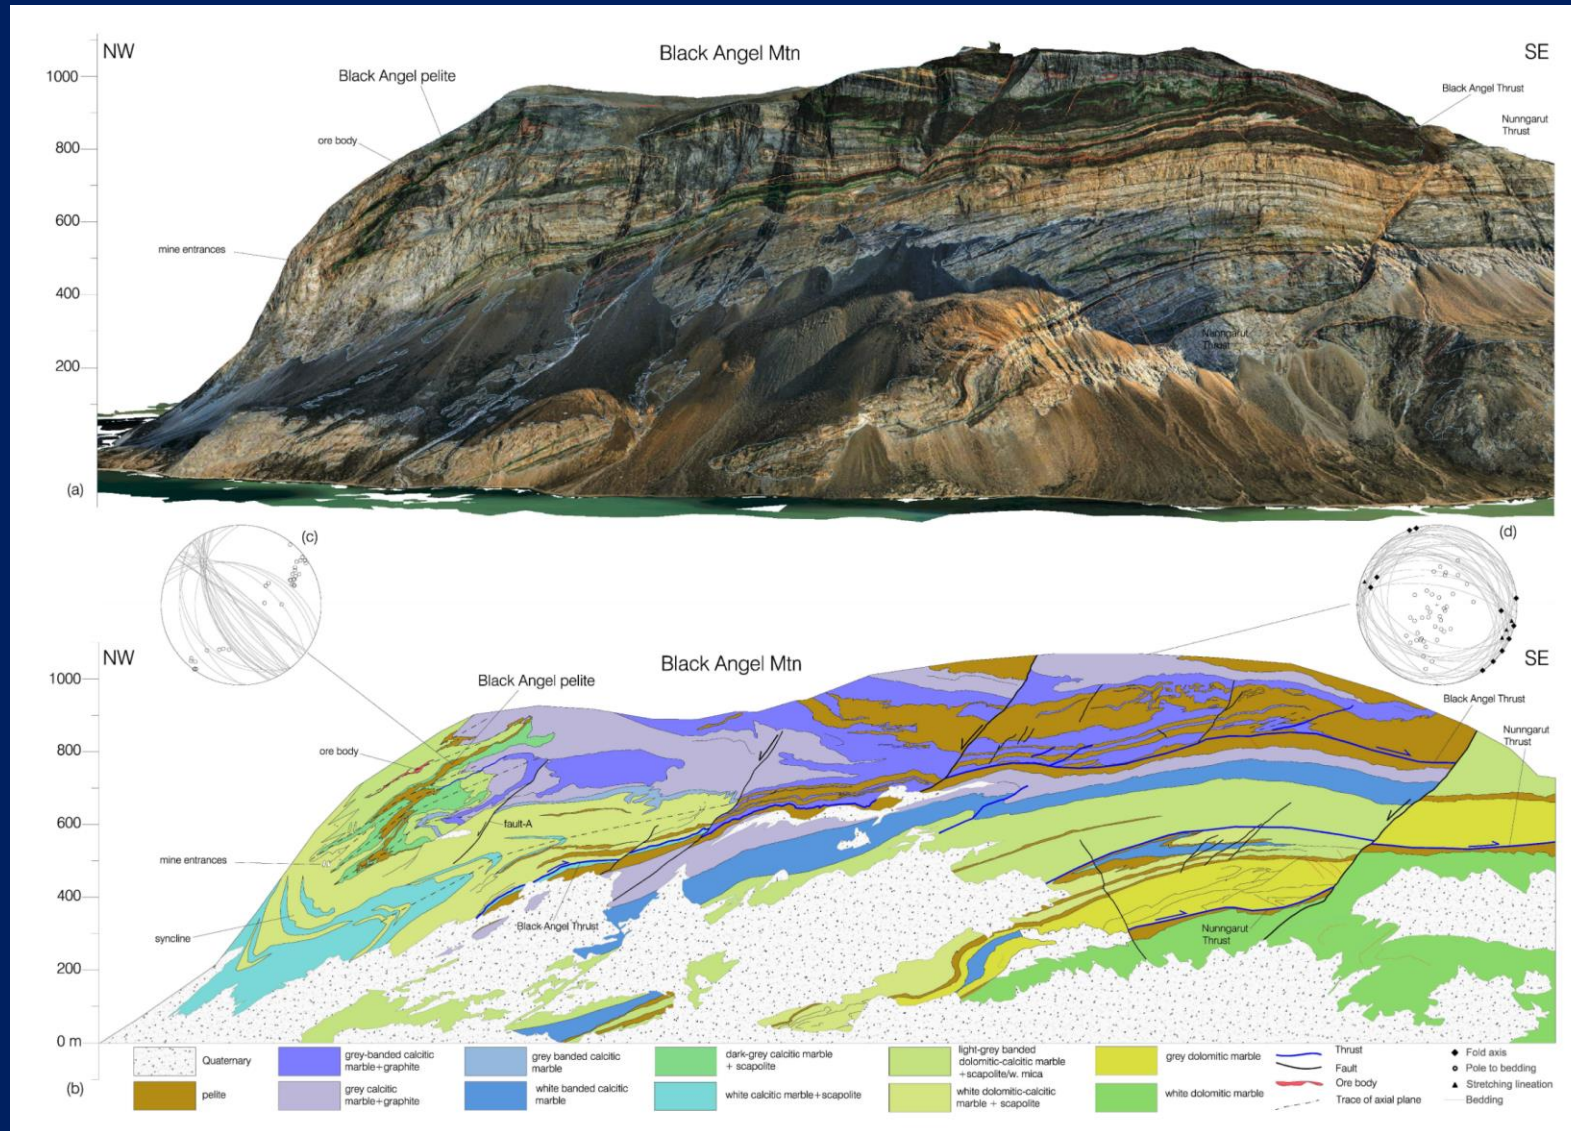 NW
Black Angel Mtn
SE
Black Angel pelite
1000
Black Angel Thrust
Nunngarut
Thrust
ore body
800
600
mine entrances
400
Nunngarut
Thrust
200
(a)
(c)
(d)
NW
Black Angel Mtn
SE
Black Angel pelite
1000
Black Angel Thrust
Nunngarut
Thrust
ore body
800
fault-A
600
mine entrances
400
Black Angel Thrust
syncline
Nunngarut
Thrust
200
0 m
Quaternary
grey-banded calcitic
marble+graphite
grey banded calcitic
marble
dark-grey calcitic marble
+ scapolite
light-grey banded
dolomitic-calcitic marble
+scapolite/w. mica
grey dolomitic marble
Thrust
Fault
Fold axis
Pole to bedding
(b)
pelite
grey calcitic
marble+graphite
white banded calcitic
marble
white calcitic marble+scapolite
white dolomitic-calcitic
marble + scapolite
white dolomitic marble
Ore body
Trace of axial plane
Stretching lineation
Bedding